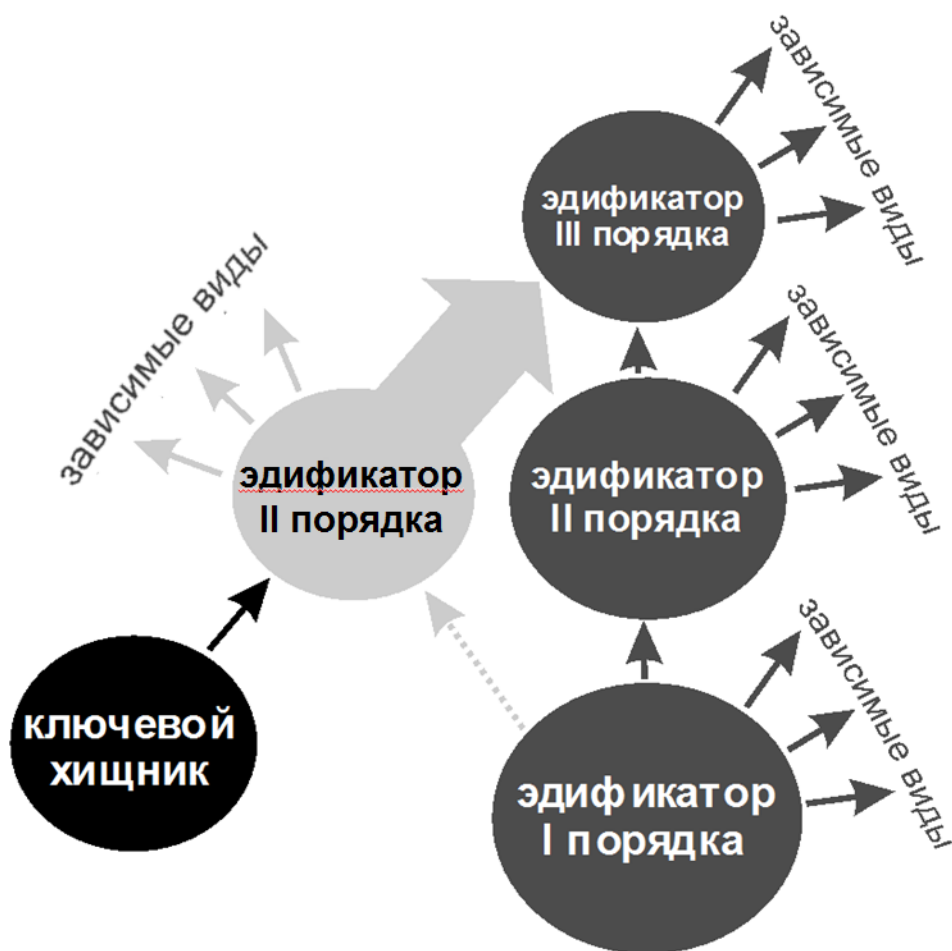 зависимые виды
эдификатор
III порядка
зависимые виды
зависимые виды
эдификатор
II порядка
эдификатор
II порядка
зависимые виды
ключевой
хищник
эдификатор
I порядка